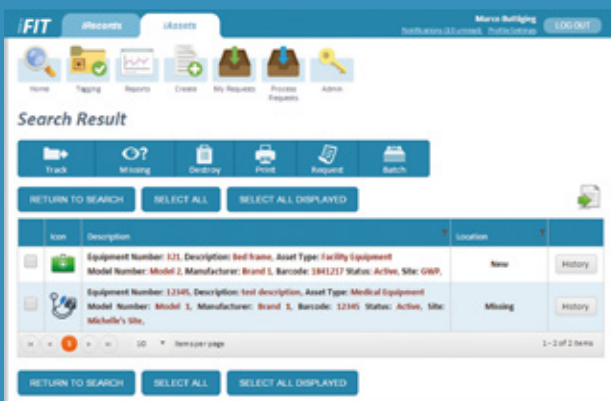 iFIT
iRecords
iAssets
Marco Buttigieg
Profile Settings
LOG OUT
Home
Tagging
Reports
Create
My Requests
Process
Requests
Admin
Search Result
Track
Missing
Destroy
Print
Request
Batch
RETURN TO SEARCH
SELECT ALL
SELECT ALL DISPLAYED
Icon
Description
Location
Equipment Number: 321, Description: Bed frame, Asset Type: Facility Equipment
Model Number: Model 2, Manufacturer: Brand 1, Barcode: 1841217 Status: Active, Site: GWP,
New
History
Equipment Number: 12345, Description: test description, Asset Type: Medical Equipment
Model Number: Model 1, Manufacturer: Brand 1, Barcode: 12345 Status: Active, Site:
Michelle's Site,
Missing
History
1
10
items per page
1 - 2 of 2 items
RETURN TO SEARCH
SELECT ALL
SELECT ALL DISPLAYED